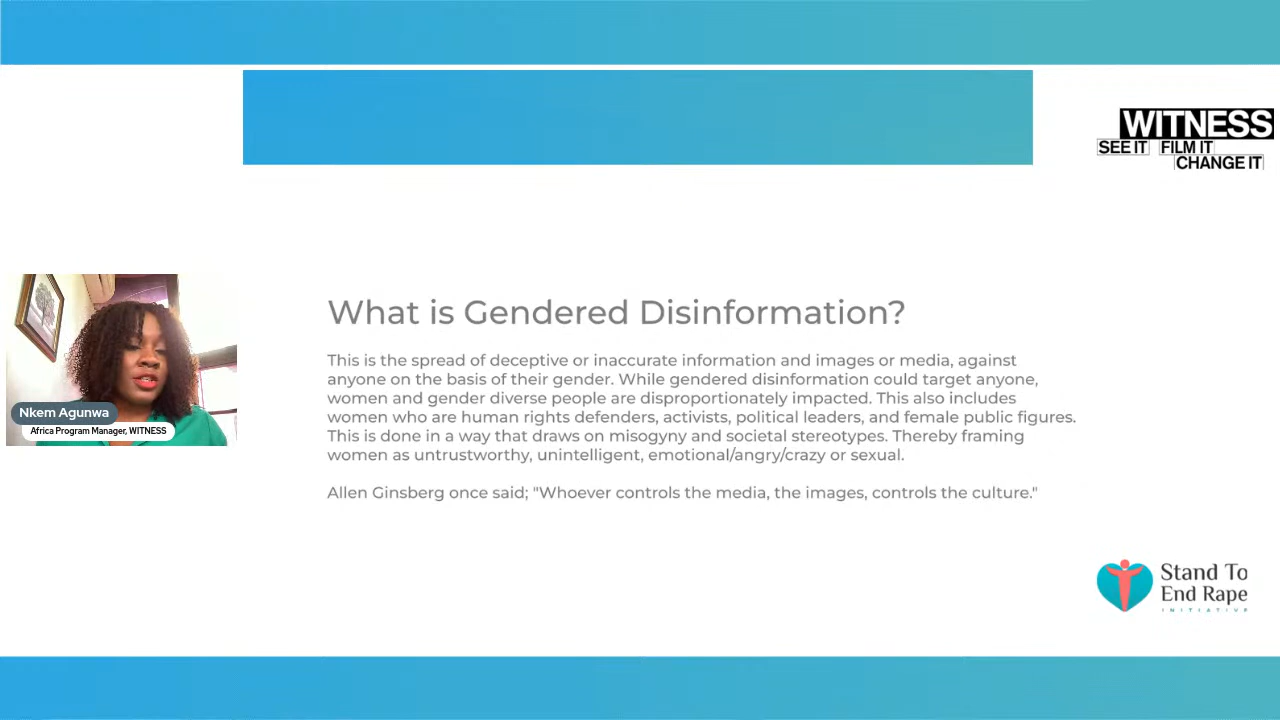 WITNESS
SEE IT FILM IT
CHANGE IT
What is Gendered Disinformation?
This is the spread of deceptive or inaccurate information and images or media, against
anyone on the basis of their gender. While gendered disinformation could target anyone,
women and gender diverse people are disproportionately impacted. This also includes
women who are human rights defenders, activists, political leaders, and female public figures.
This is done in a way that draws on misogyny and societal stereotypes. Thereby framing
women as untrustworthy, unintelligent, emotional/angry/crazy or sexual.
Allen Ginsberg once said; "Whoever controls the media, the images, controls the culture."
Nkem Agunwa
Africa Program Manager, WITNESS
Stand To
End Rape
INITIATIVE